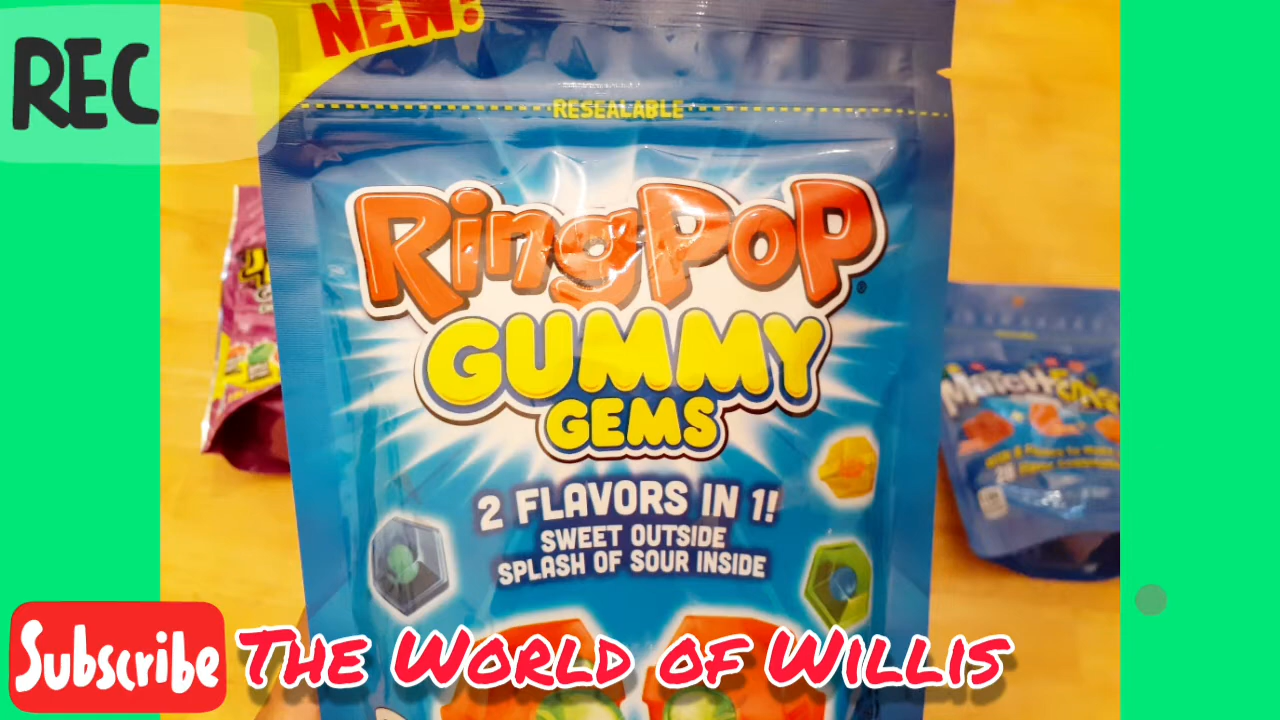 NEW!
REC
RESEALABLE
RingPop®
GUMMY
GEMS
2 FLAVORS IN 1!
SWEET OUTSIDE
SPLASH OF SOUR INSIDE
Subscribe
The World of Willis